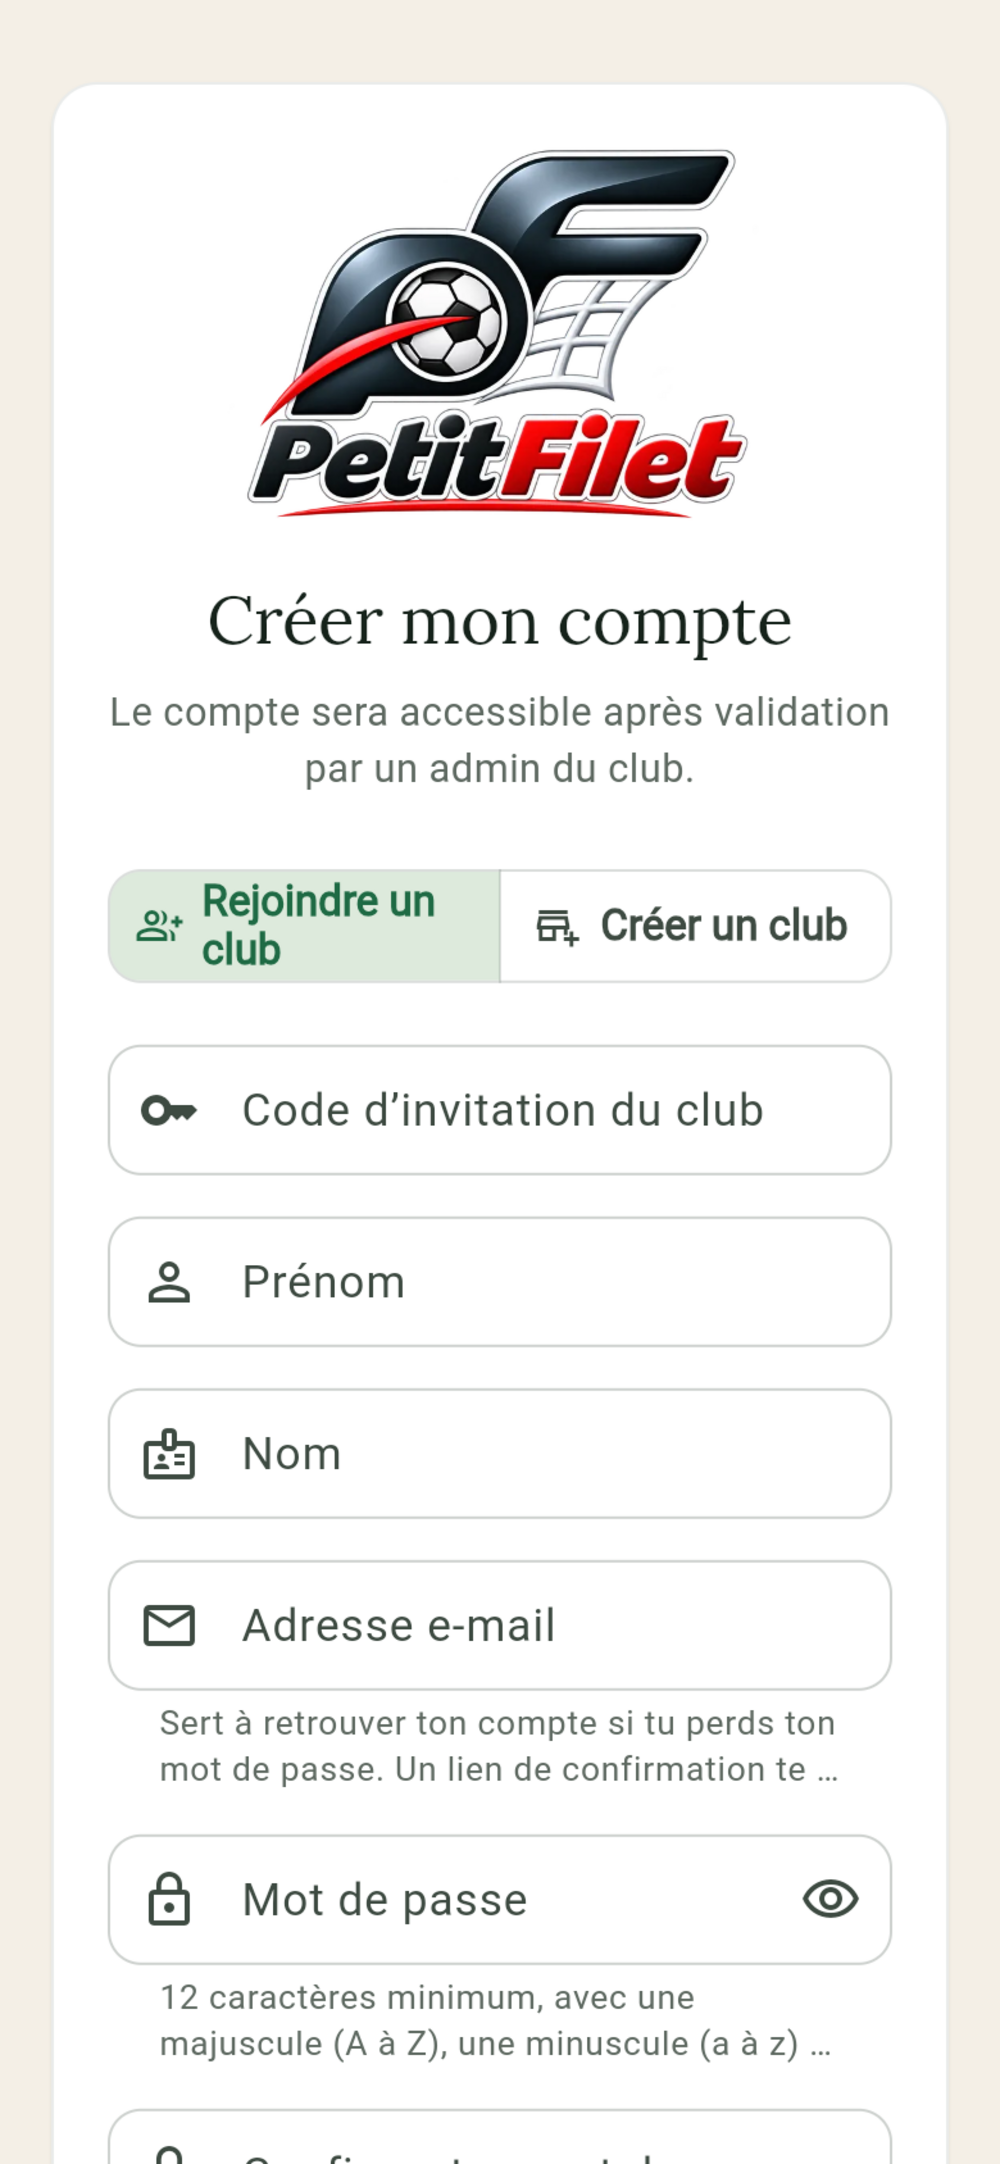 PF
PetitFilet
Créer mon compte
Le compte sera accessible après validation
par un admin du club.
Rejoindre un
club
Créer un club
Code d’invitation du club
Prénom
Nom
Adresse e-mail
Sert à retrouver ton compte si tu perds ton
mot de passe. Un lien de confirmation te ...
Mot de passe
12 caractères minimum, avec une
majuscule (A à Z), une minuscule (a à z) ...